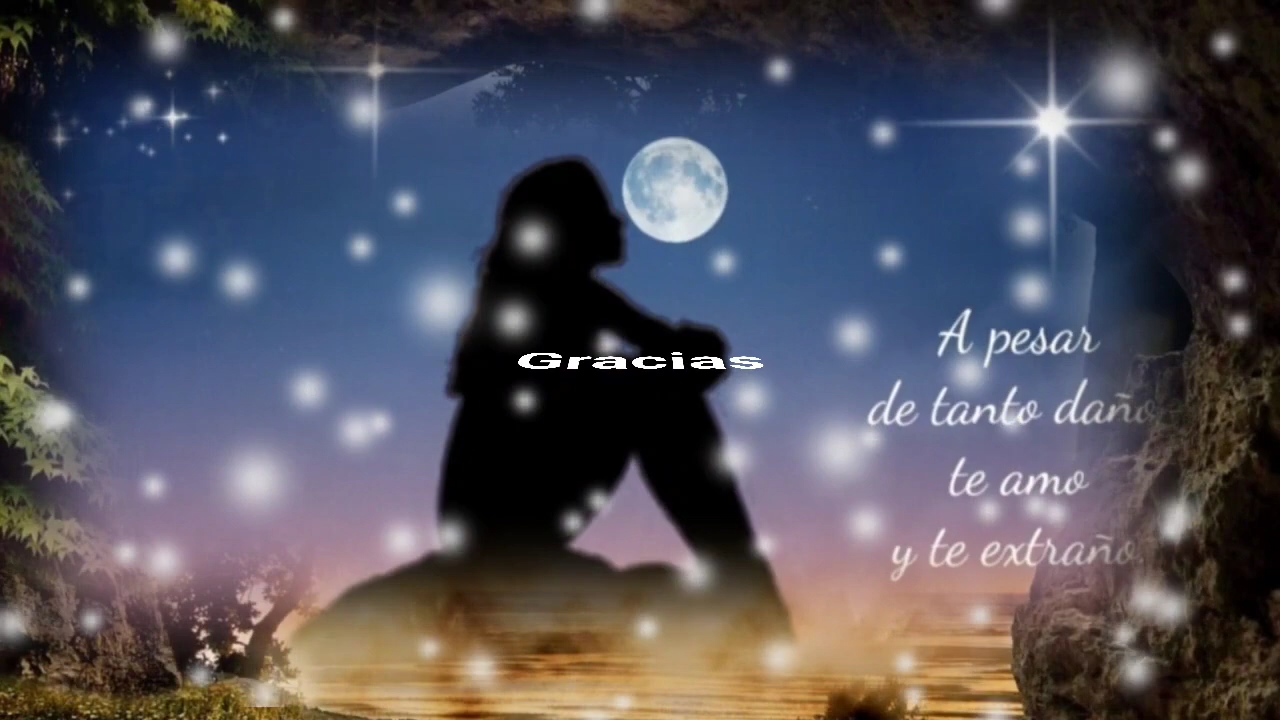 Gracias
A pesar
de tanto daño
te amo
y te extraño